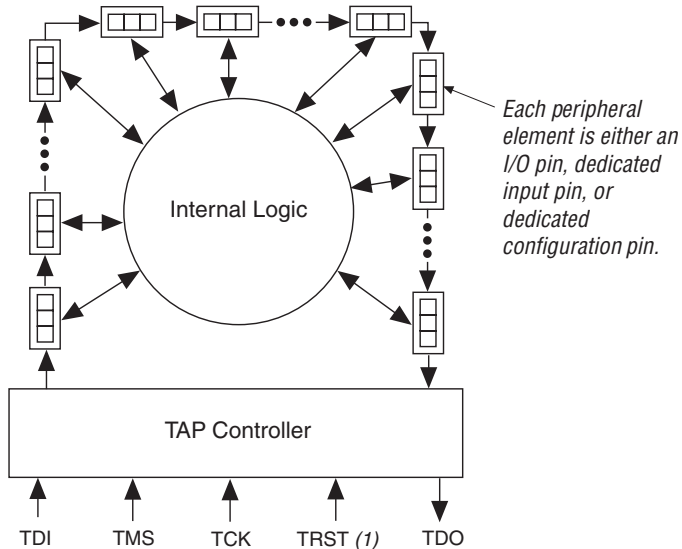 Each peripheral
element is either an
I/O pin, dedicated
input pin, or
dedicated
configuration pin.
Internal Logic
TAP Controller
TDI TMS TCK TRST (1) TDO